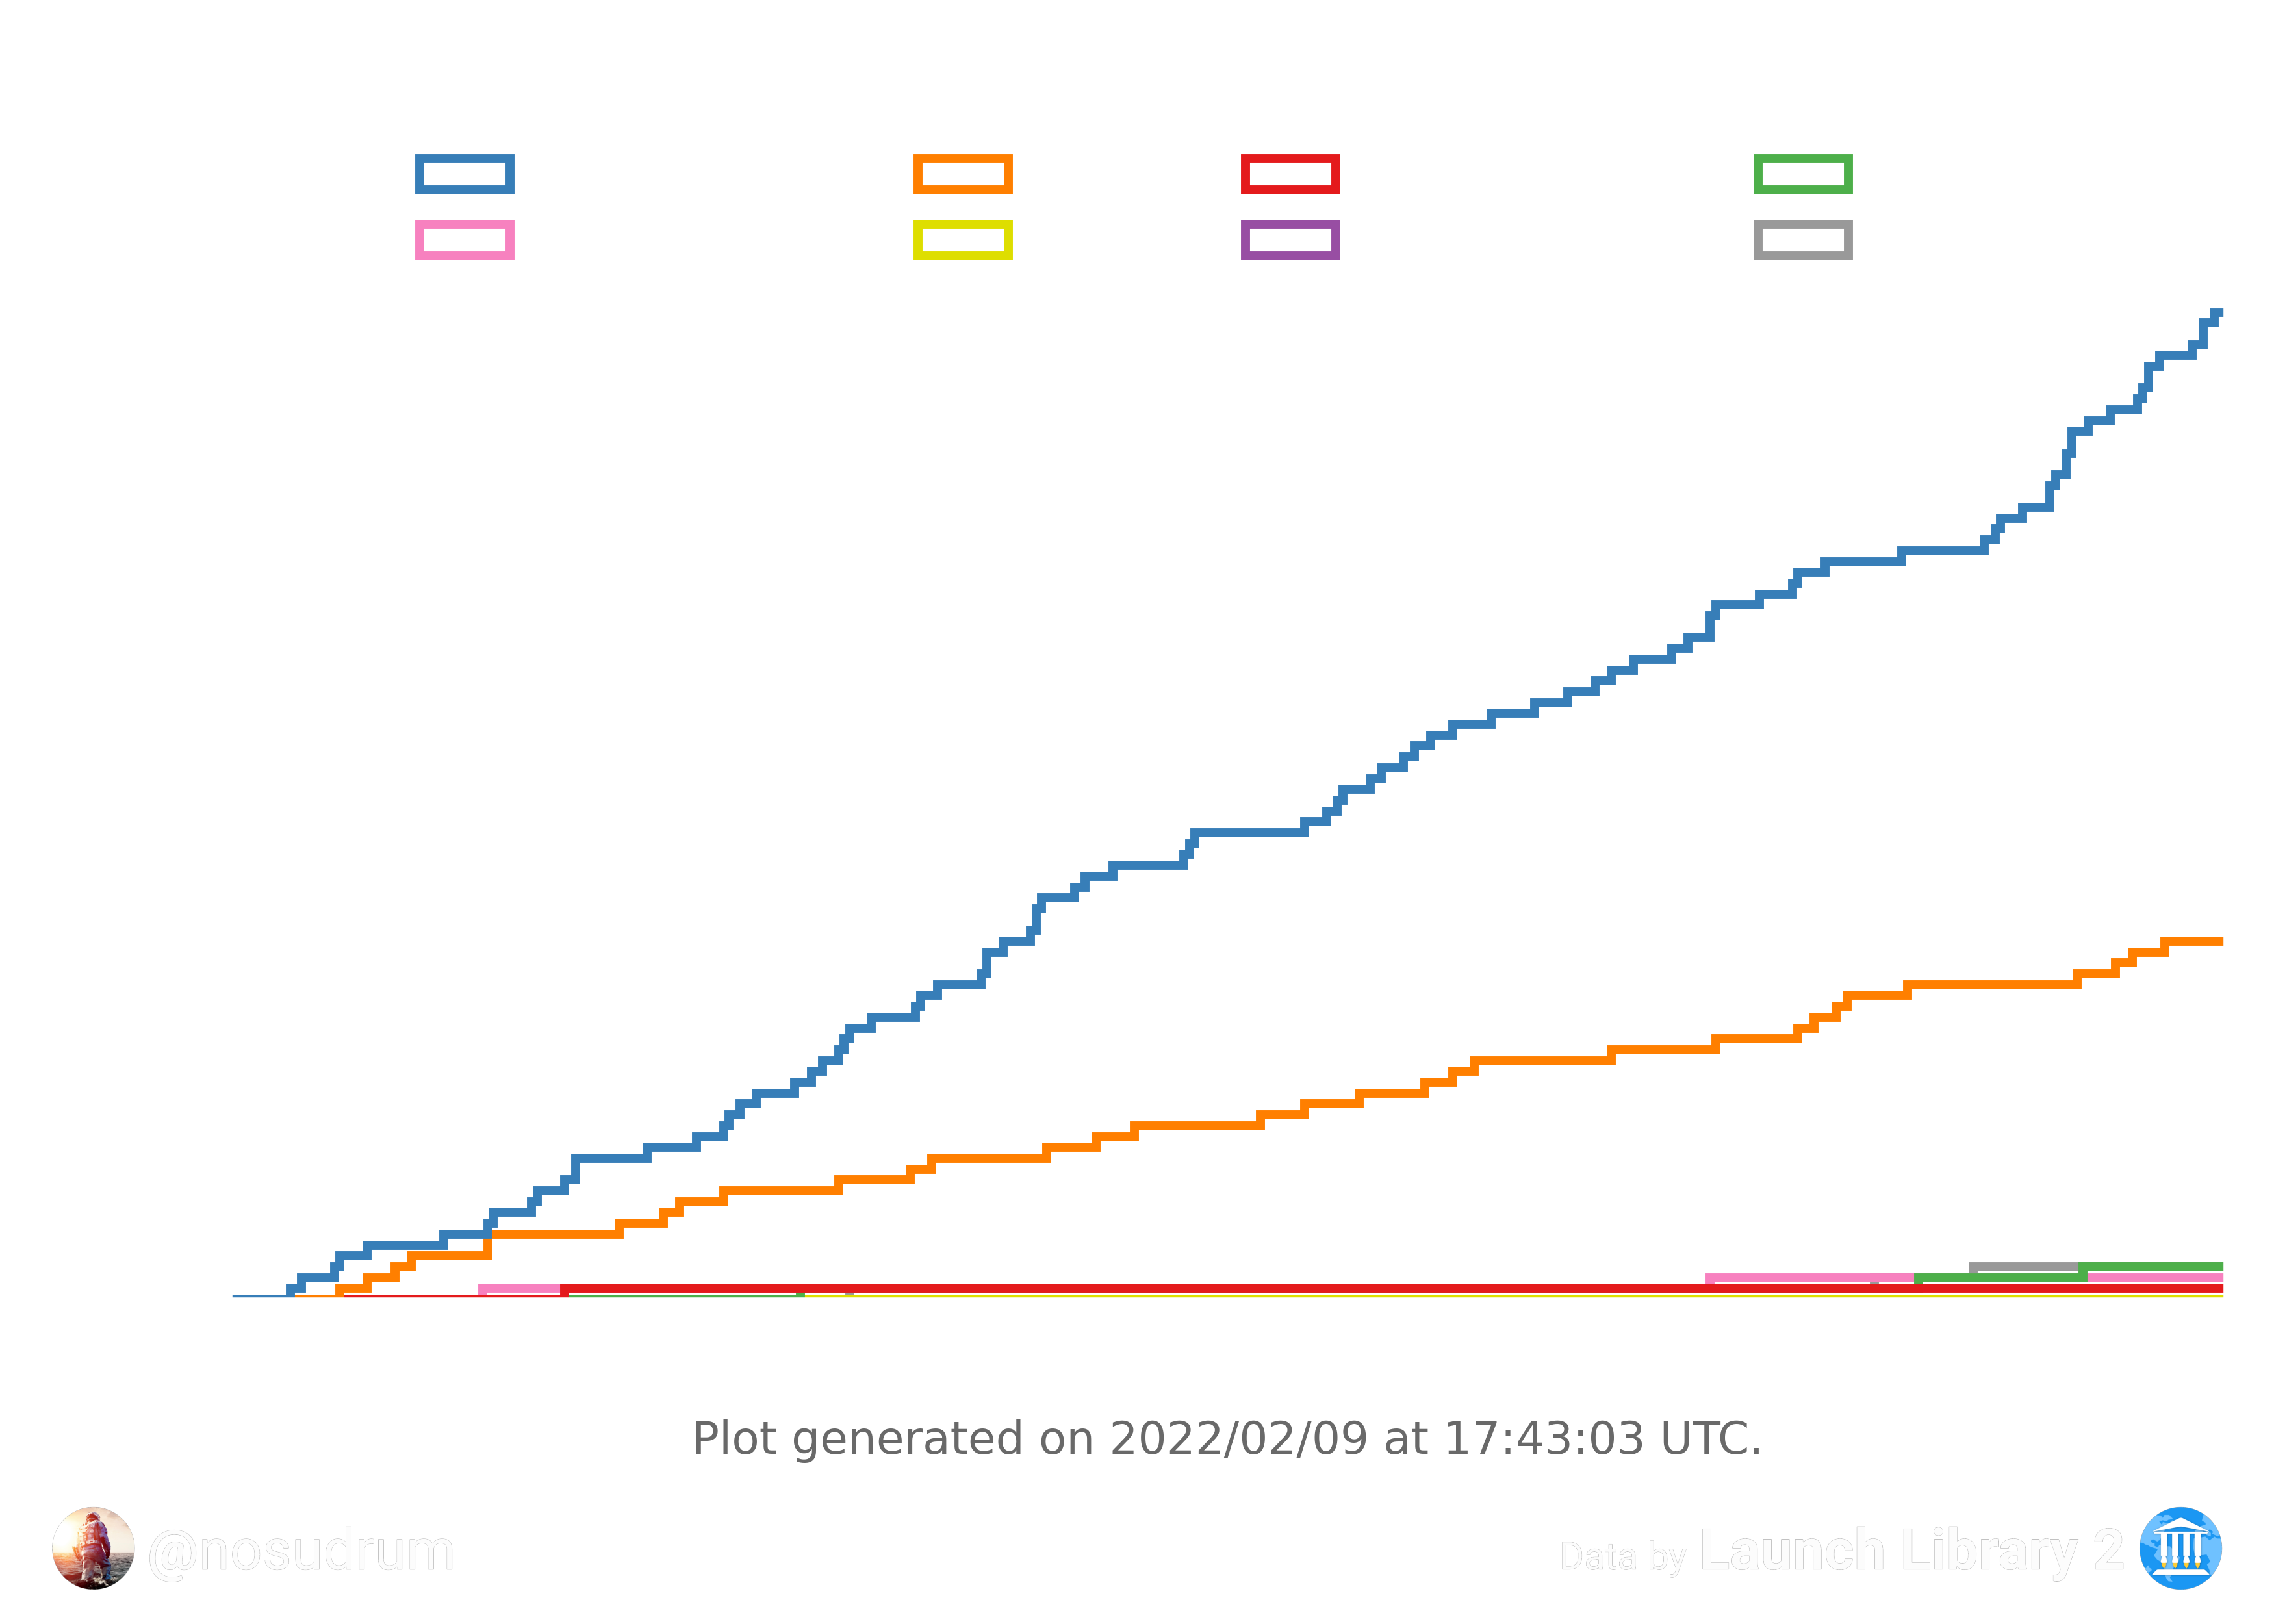 Plot generated on 2022/02/09 at 17:43:03 UTC.
@nosudrum
Data by Launch Library 2